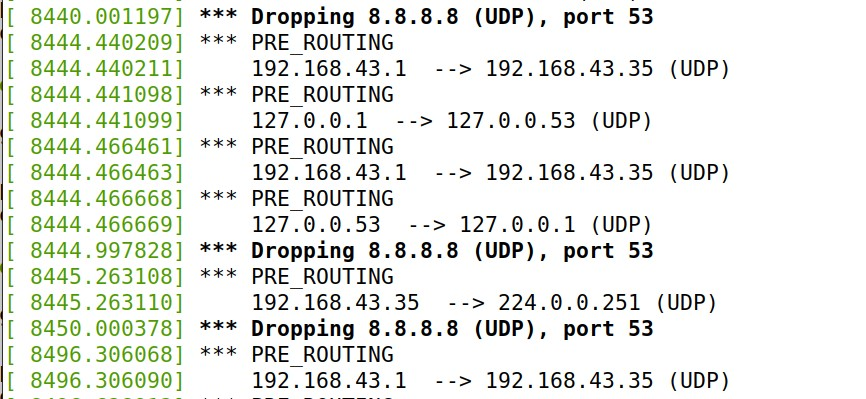 [ 8440.001197] *** Dropping 8.8.8.8 (UDP), port 53
[ 8444.440209] *** PRE_ROUTING
[ 8444.440211]     192.168.43.1  --> 192.168.43.35 (UDP)
[ 8444.441098] *** PRE_ROUTING
[ 8444.441099]     127.0.0.1  --> 127.0.0.53 (UDP)
[ 8444.466461] *** PRE_ROUTING
[ 8444.466463]     192.168.43.1  --> 192.168.43.35 (UDP)
[ 8444.466668] *** PRE_ROUTING
[ 8444.466669]     127.0.0.53  --> 127.0.0.1 (UDP)
[ 8444.997828] *** Dropping 8.8.8.8 (UDP), port 53
[ 8445.263108] *** PRE_ROUTING
[ 8445.263110]     192.168.43.35  --> 224.0.0.251 (UDP)
[ 8450.000378] *** Dropping 8.8.8.8 (UDP), port 53
[ 8496.306068] *** PRE_ROUTING
[ 8496.306090]     192.168.43.1  --> 192.168.43.35 (UDP)